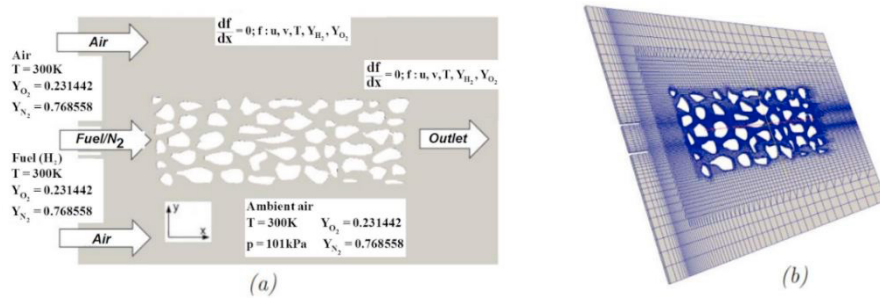 Air
df/dx = 0; f : u, v, T, Y_H₂, Y_O₂
Air
T = 300K
Y_O₂ = 0.231442
Y_N₂ = 0.768558
df/dx = 0; f : u, v, T, Y_H₂, Y_O₂
Fuel/N₂
Outlet
Fuel (H₂)
T = 300K
Y_O₂ = 0.231442
Y_N₂ = 0.768558
Air
y
x
Ambient air
T = 300K Y_O₂ = 0.231442
p = 101kPa Y_N₂ = 0.768558
(a)
(b)